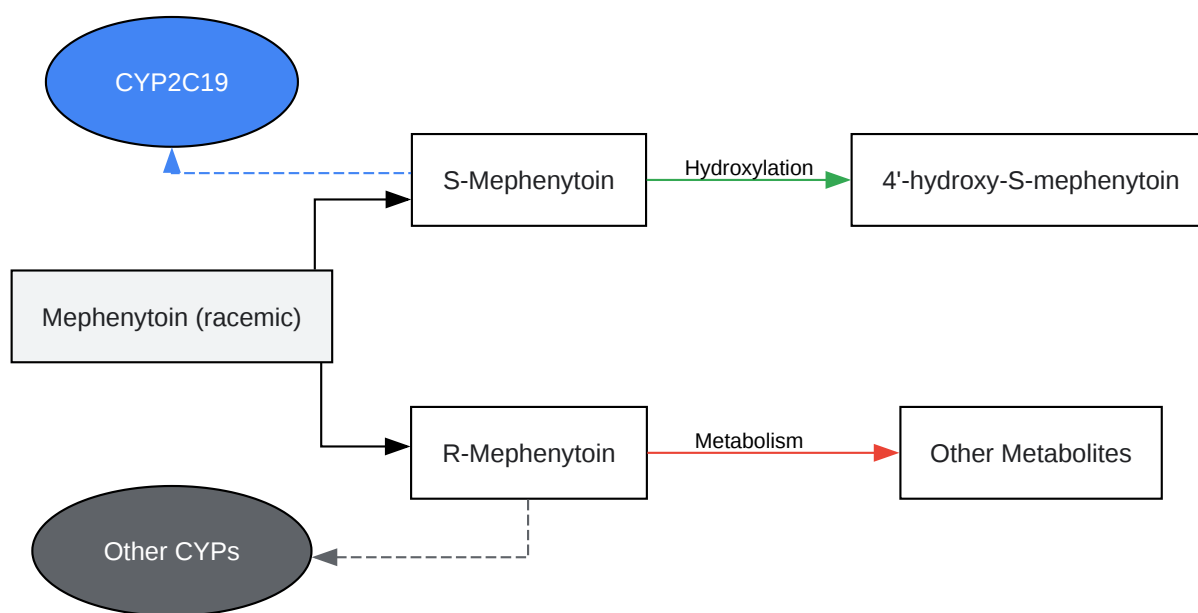 CYP2C19
S-Mephenytoin
Hydroxylation
4'-hydroxy-S-mephenytoin
Mephenytoin (racemic)
R-Mephenytoin
Metabolism
Other Metabolites
Other CYPs